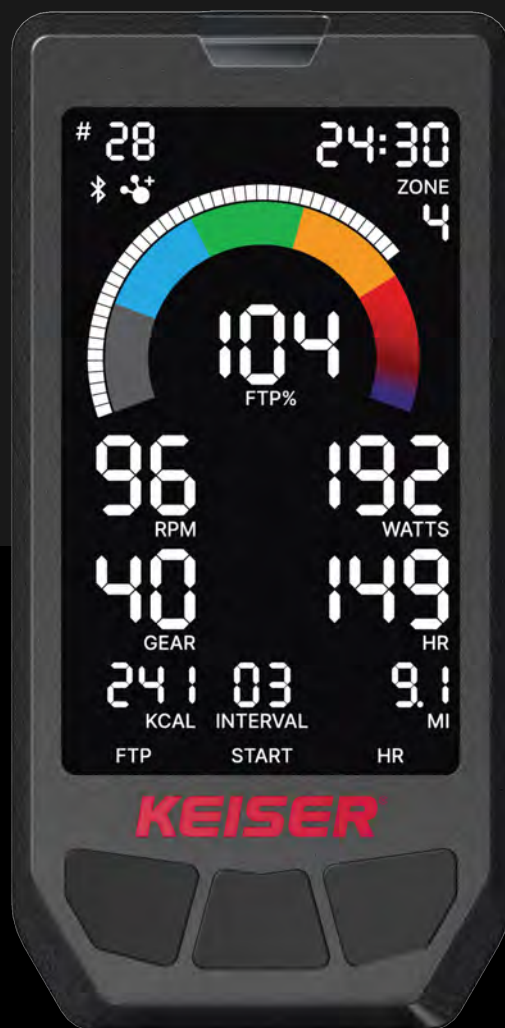 # 28 24:30
ZONE
4
104
FTP%
96 192
RPM WATTS
40 149
GEAR HR
241 03 9.1
KCAL INTERVAL MI
FTP START HR
KEISER